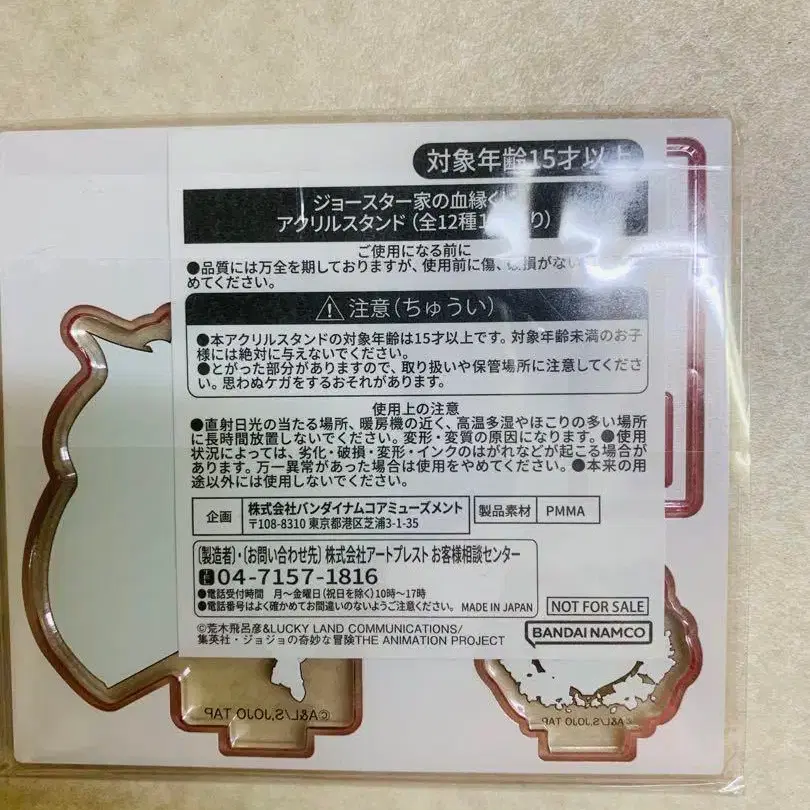 対象年齢15才以上
ジョースター家の血縁く
アクリルスタンド(全12種1 り)
ご使用になる前に
●品質には万全を期しておりますが、使用前に傷、破損がない
めてください。
⚠注意(ちゅうい)
●本アクリルスタンドの対象年齢は15才以上です。対象年齢未満のお子
様には絶対に与えないでください。
●とがった部分がありますので、取り扱いや保管場所に注意してくださ
い。思わぬケガをするおそれがあります。
使用上の注意
●直射日光の当たる場所、暖房機の近く、高温多湿やほこりの多い場所
に長時間放置しないでください。変形・変質の原因になります。●使用
状況によっては、劣化・破損・変形・インクのはがれなどが起こる場合が
あります。万一異常があった場合は使用をやめてください。●本来の用
途以外には使用しないでください。
企画 株式会社バンダイナムコアミューズメント
〒108-8310 東京都港区芝浦3-1-35
製品素材 PMMA
(製造者)・(お問い合わせ先) 株式会社アートプレスト お客様相談センター
04-7157-1816
●電話受付時間 月〜金曜日(祝日を除く)10時〜17時
●電話番号はよく確かめてお間違いのないようご注意ください。 MADE IN JAPAN
NOT FOR SALE
©荒木飛呂彦&LUCKY LAND COMMUNICATIONS/
集英社・ジョジョの奇妙な冒険THE ANIMATION PROJECT
BANDAI NAMCO
©A&L/S,JOJO TAP
©A&L/S,JOJO TAP